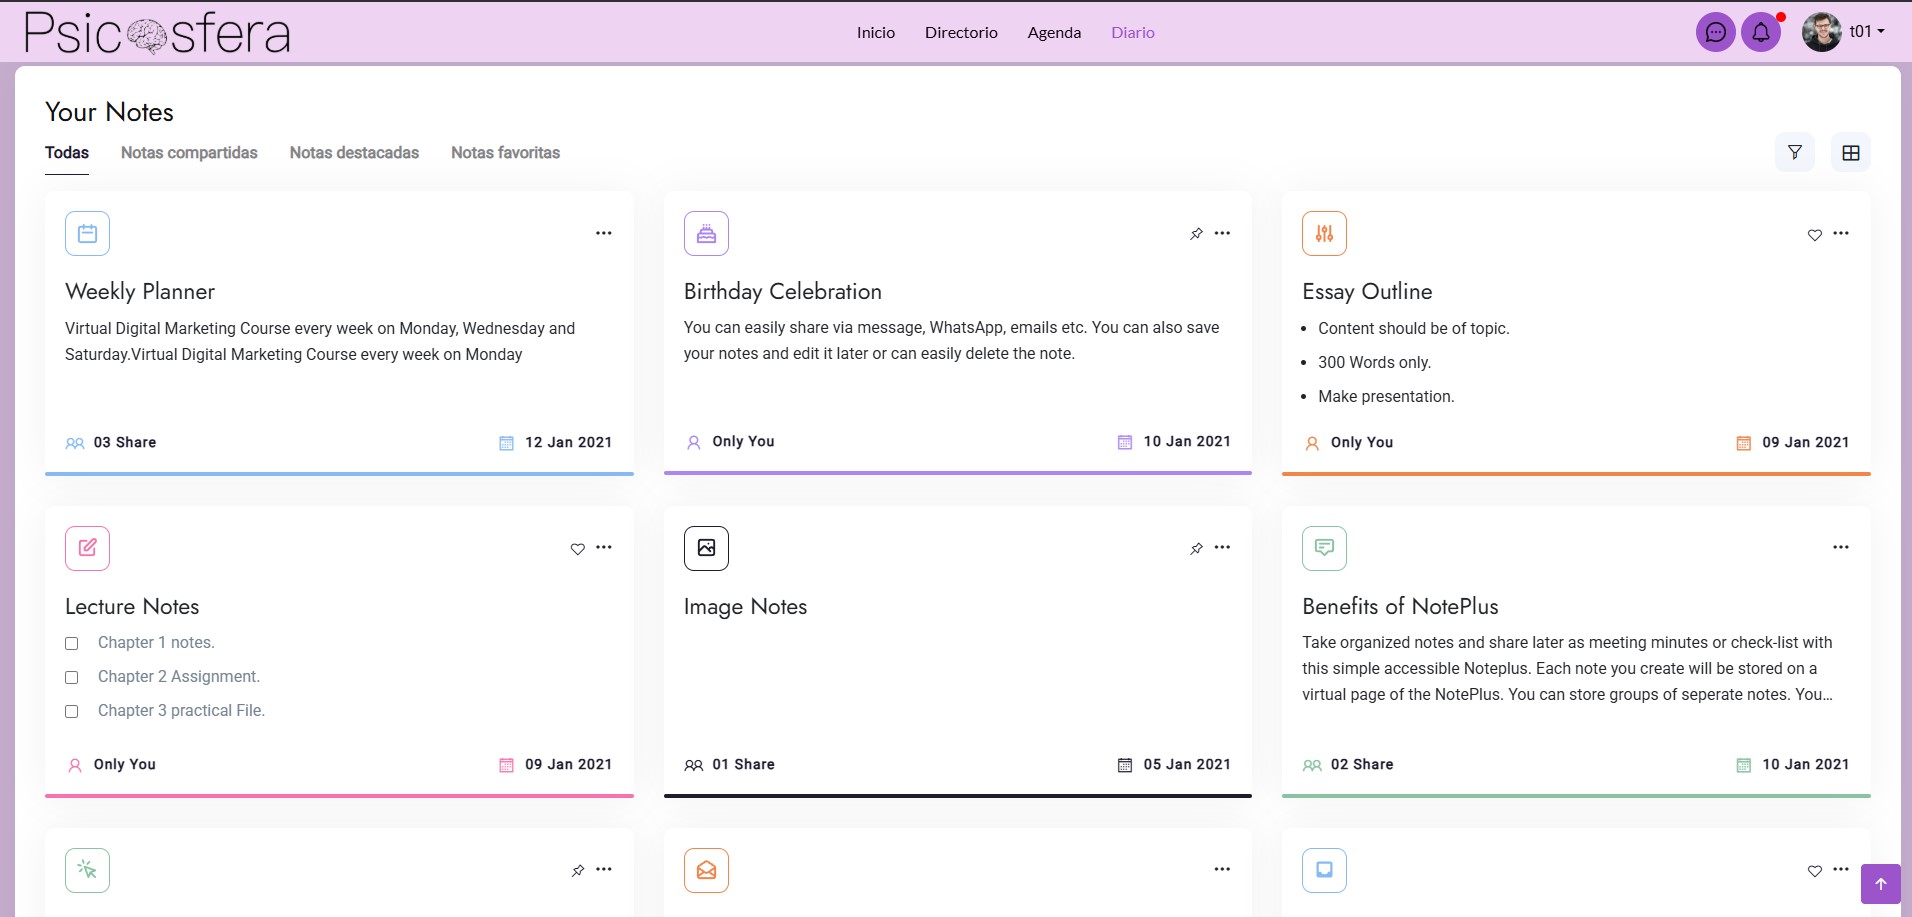 Psicosfera
Inicio
Directorio
Agenda
Diario
t01
Your Notes
Todas
Notas compartidas
Notas destacadas
Notas favoritas
Weekly Planner
Virtual Digital Marketing Course every week on Monday, Wednesday and
Saturday.Virtual Digital Marketing Course every week on Monday
03 Share
12 Jan 2021
Birthday Celebration
You can easily share via message, WhatsApp, emails etc. You can also save
your notes and edit it later or can easily delete the note.
Only You
10 Jan 2021
Essay Outline
Content should be of topic.
300 Words only.
Make presentation.
Only You
09 Jan 2021
Lecture Notes
Chapter 1 notes.
Chapter 2 Assignment.
Chapter 3 practical File.
Only You
09 Jan 2021
Image Notes
01 Share
05 Jan 2021
Benefits of NotePlus
Take organized notes and share later as meeting minutes or check-list with
this simple accessible Noteplus. Each note you create will be stored on a
virtual page of the NotePlus. You can store groups of seperate notes. You...
02 Share
10 Jan 2021